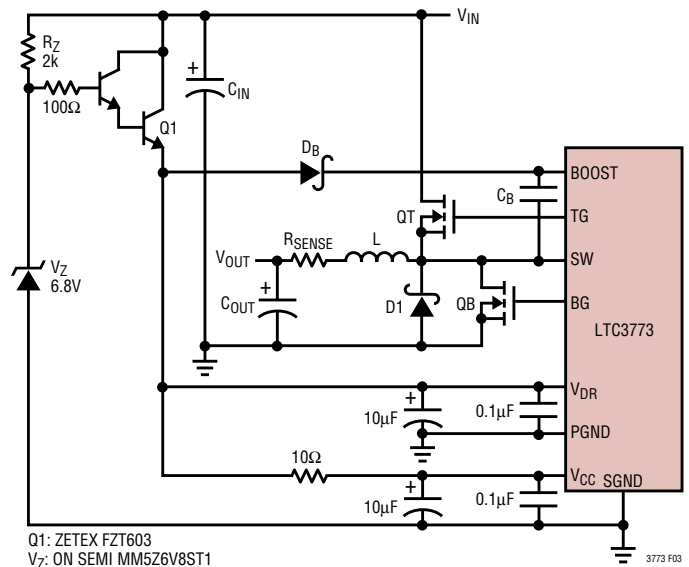 VIN
RZ
2k
100Ω
Q1
+
CIN
DB
BOOST
CB
QT
TG
VOUT
RSENSE
L
SW
VZ
6.8V
+
COUT
D1
QB
BG
LTC3773
VDR
+
10µF
0.1µF
PGND
10Ω
VCC
SGND
+
10µF
0.1µF
Q1: ZETEX FZT603
VZ: ON SEMI MM5Z6V8ST1
3773 F03